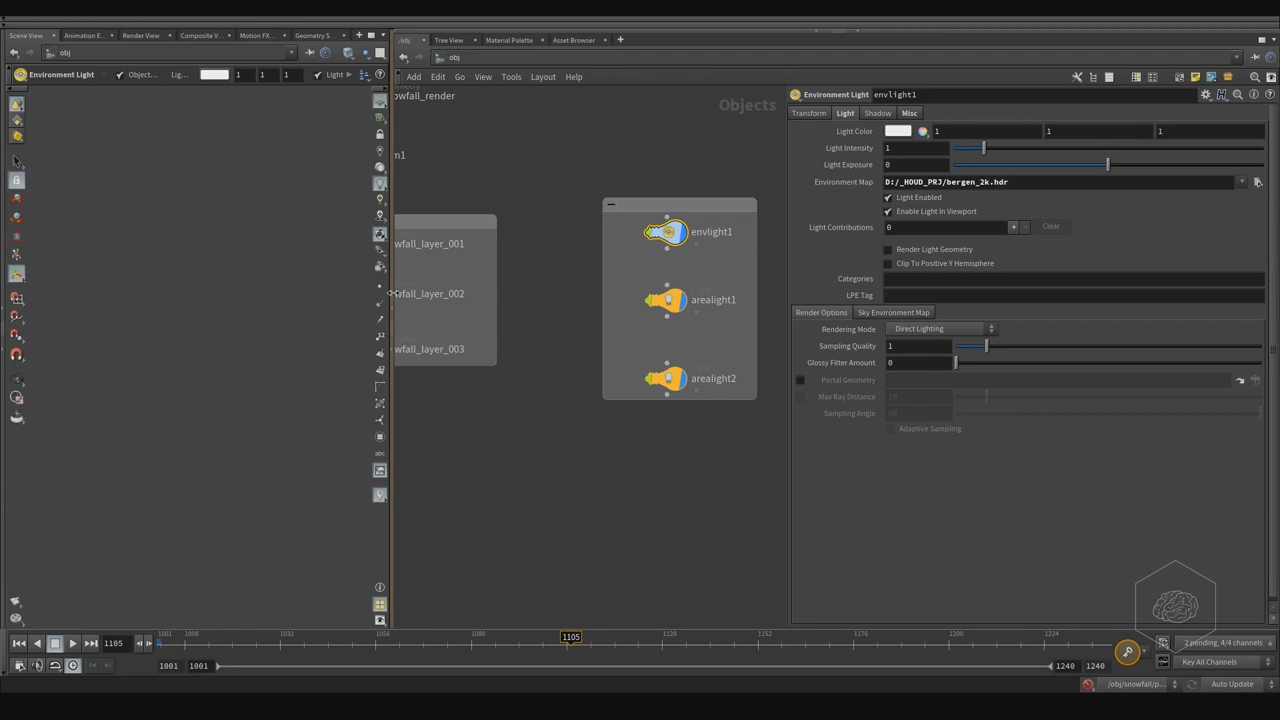 Scene View
Animation E...
Render View
Composite V...
Motion FX...
Geometry S...
/obj
Tree View
Material Palette
Asset Browser
obj
obj
Environment Light
Object...
Lig...
1
1
1
Light
Add
Edit
Go
View
Tools
Layout
Help
Environment Light
envlight1
owfall_render
Objects
Transform
Light
Shadow
Misc
Light Color
1
1
1
Light Intensity
1
Light Exposure
0
Environment Map
D:/_HOUD_PRJ/bergen_2k.hdr
Light Enabled
Enable Light In Viewport
Light Contributions
0
Clear
Render Light Geometry
Clip To Positive Y Hemisphere
Categories
LPE Tag
Render Options
Sky Environment Map
Rendering Mode
Direct Lighting
Sampling Quality
1
Glossy Filter Amount
0
Portal Geometry
Max Ray Distance
10
Sampling Angle
Adaptive Sampling
m1
wfall_layer_001
wfall_layer_002
wfall_layer_003
envlight1
arealight1
arealight2
abc
1105
1001
1008
1032
1056
1080
1105
1128
1152
1176
1200
1224
2 pending, 4/4 channels
1001
1001
1240
1240
Key All Channels
/obj/snowfall/p...
Auto Update